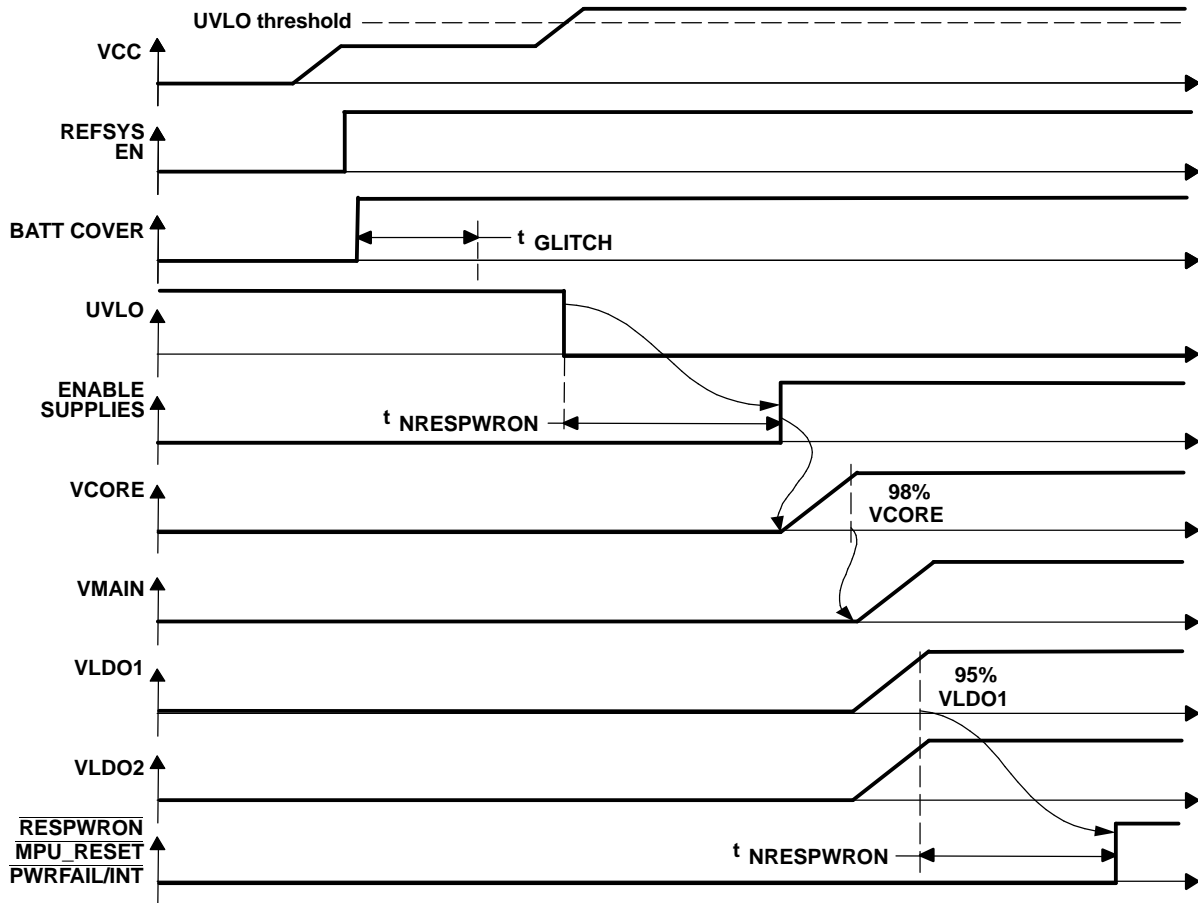 UVLO threshold
VCC
REFSYS
EN
BATT COVER
t GLITCH
UVLO
ENABLE
SUPPLIES
t NRESPWRON
VCORE
98%
VCORE
VMAIN
VLDO1
95%
VLDO1
VLDO2
RESPWRON
MPU_RESET
PWRFAIL/INT
t NRESPWRON